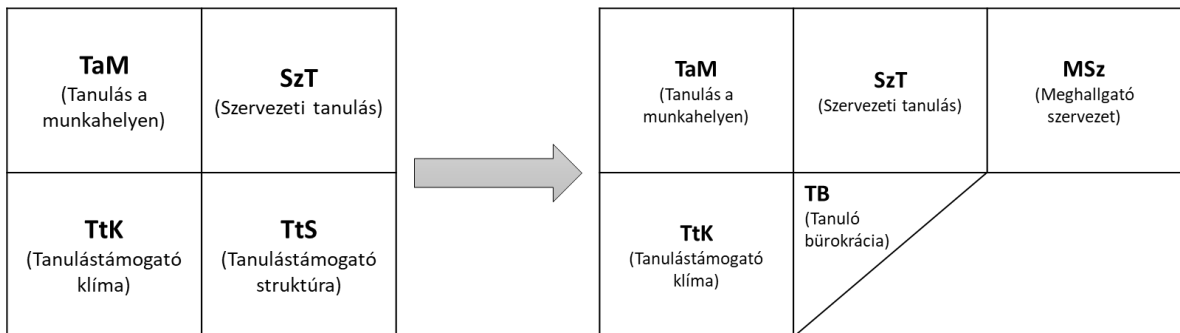 TaM
(Tanulás a
munkahelyen)
SzT
(Szervezeti tanulás)
TtK
(Tanulástámogató
klíma)
TtS
(Tanulástámogató
struktúra)
TaM
(Tanulás a
munkahelyen)
SzT
(Szervezeti tanulás)
MSz
(Meghallgató
szervezet)
TtK
(Tanulástámogató
klíma)
TB
(Tanuló
bürokrácia)